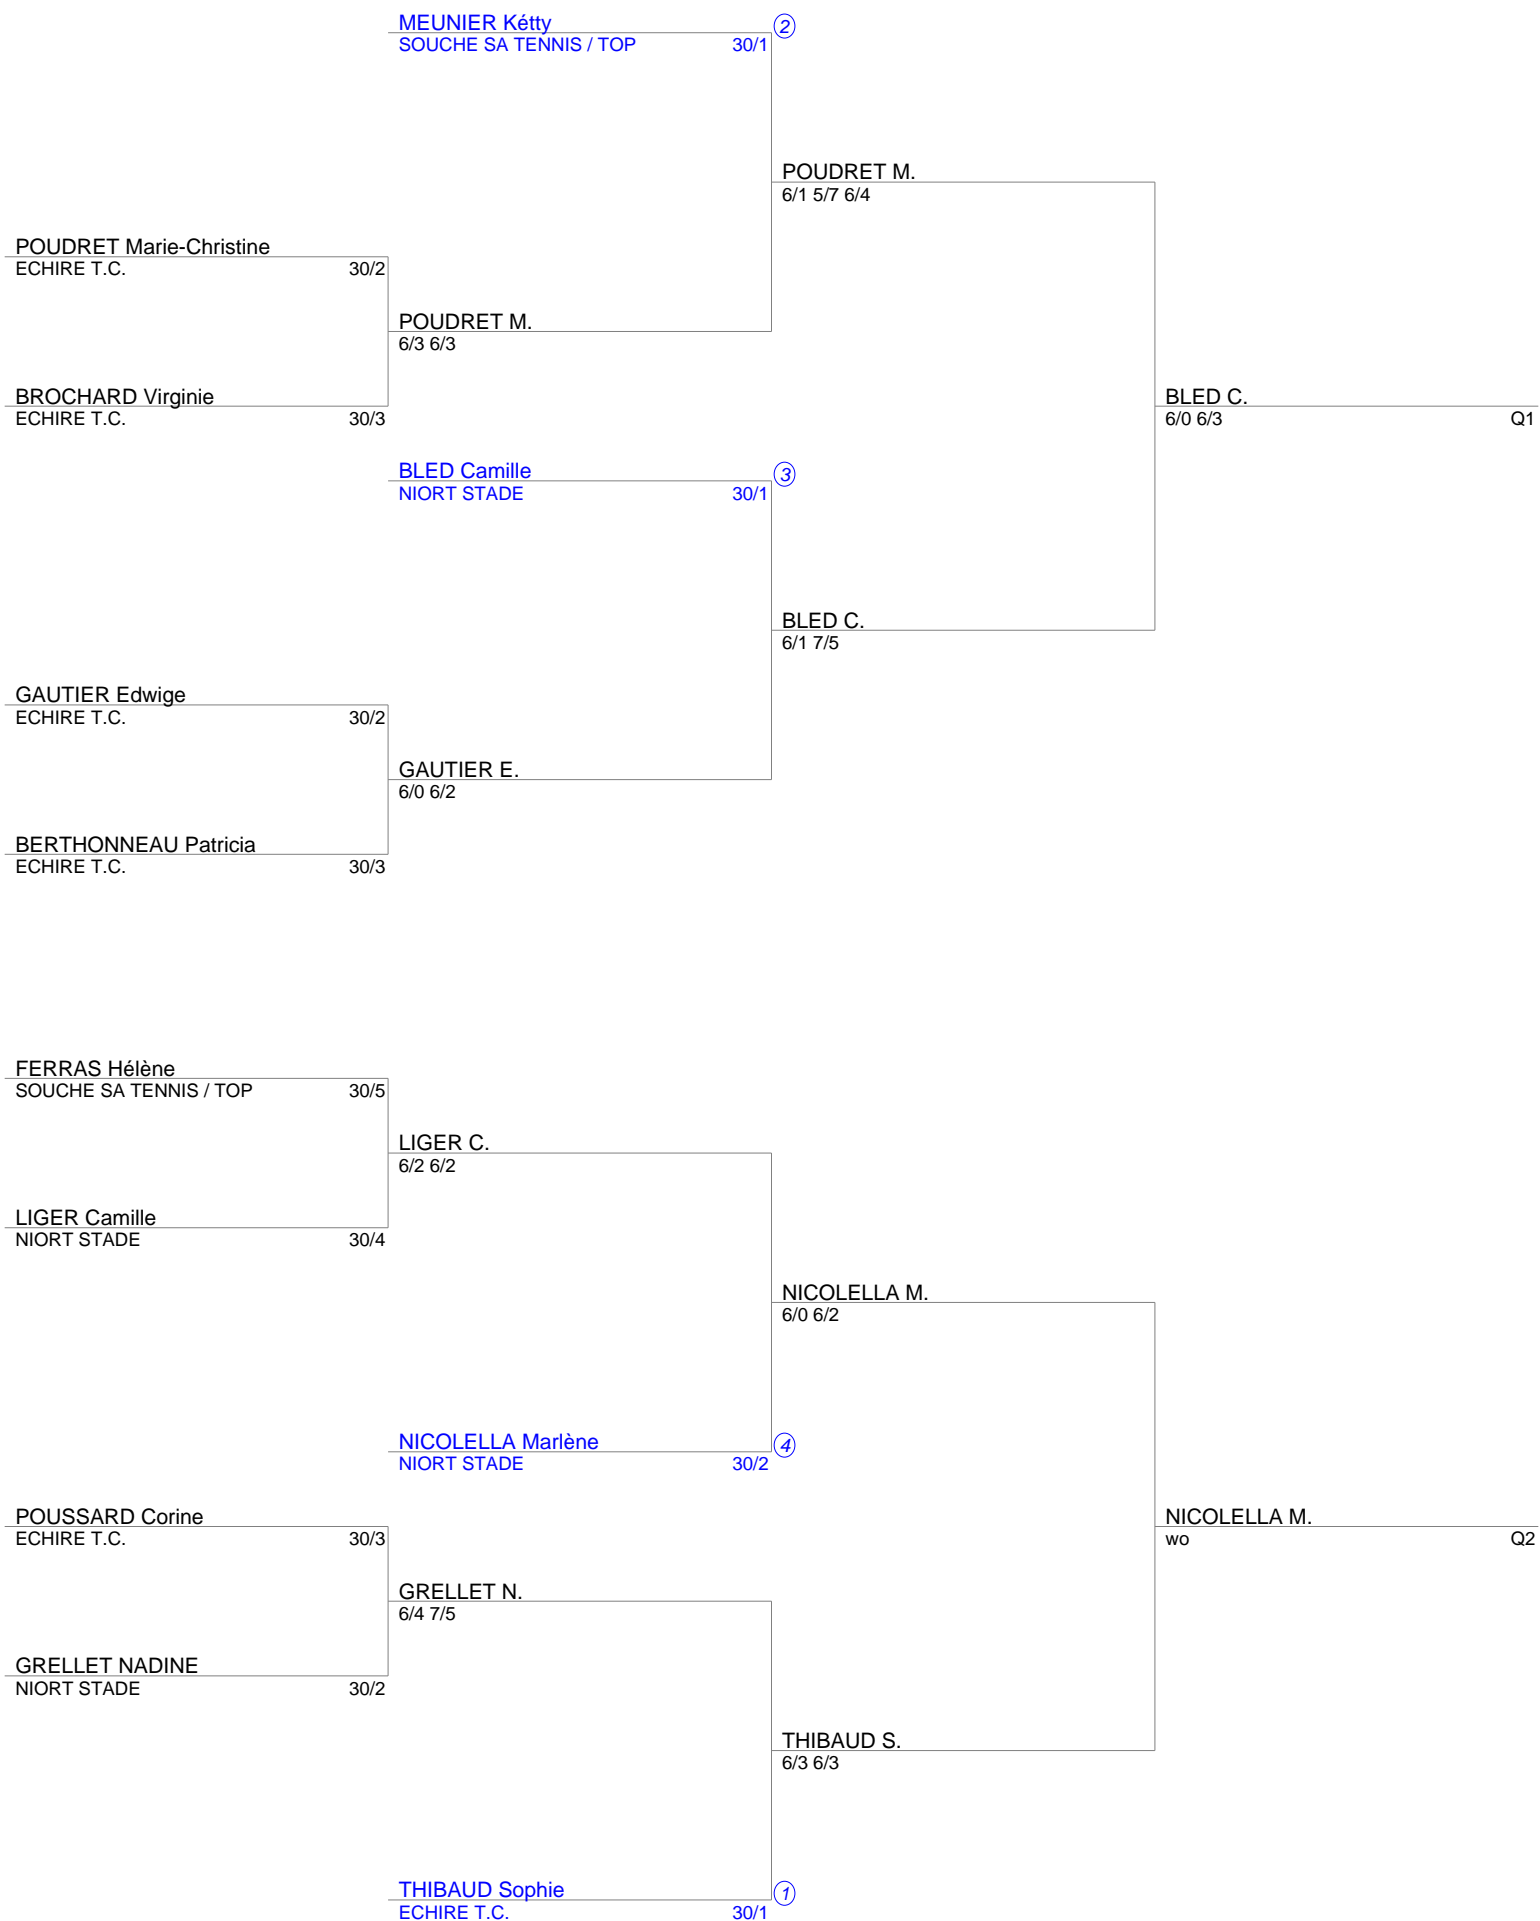 MEUNIER Kétty 2
SOUCHE SA TENNIS / TOP 30/1
POUDRET M.
6/1 5/7 6/4
POUDRET Marie-Christine
ECHIRE T.C. 30/2
POUDRET M.
6/3 6/3
BROCHARD Virginie
ECHIRE T.C. 30/3
BLED C.
6/0 6/3 Q1
BLED Camille 3
NIORT STADE 30/1
BLED C.
6/1 7/5
GAUTIER Edwige
ECHIRE T.C. 30/2
GAUTIER E.
6/0 6/2
BERTHONNEAU Patricia
ECHIRE T.C. 30/3
FERRAS Hélène
SOUCHE SA TENNIS / TOP 30/5
LIGER C.
6/2 6/2
LIGER Camille
NIORT STADE 30/4
NICOLELLA M.
6/0 6/2
NICOLELLA Marlène 4
NIORT STADE 30/2
POUSSARD Corine
ECHIRE T.C. 30/3
NICOLELLA M.
wo Q2
GRELLET N.
6/4 7/5
GRELLET NADINE
NIORT STADE 30/2
THIBAUD S.
6/3 6/3
THIBAUD Sophie 1
ECHIRE T.C. 30/1